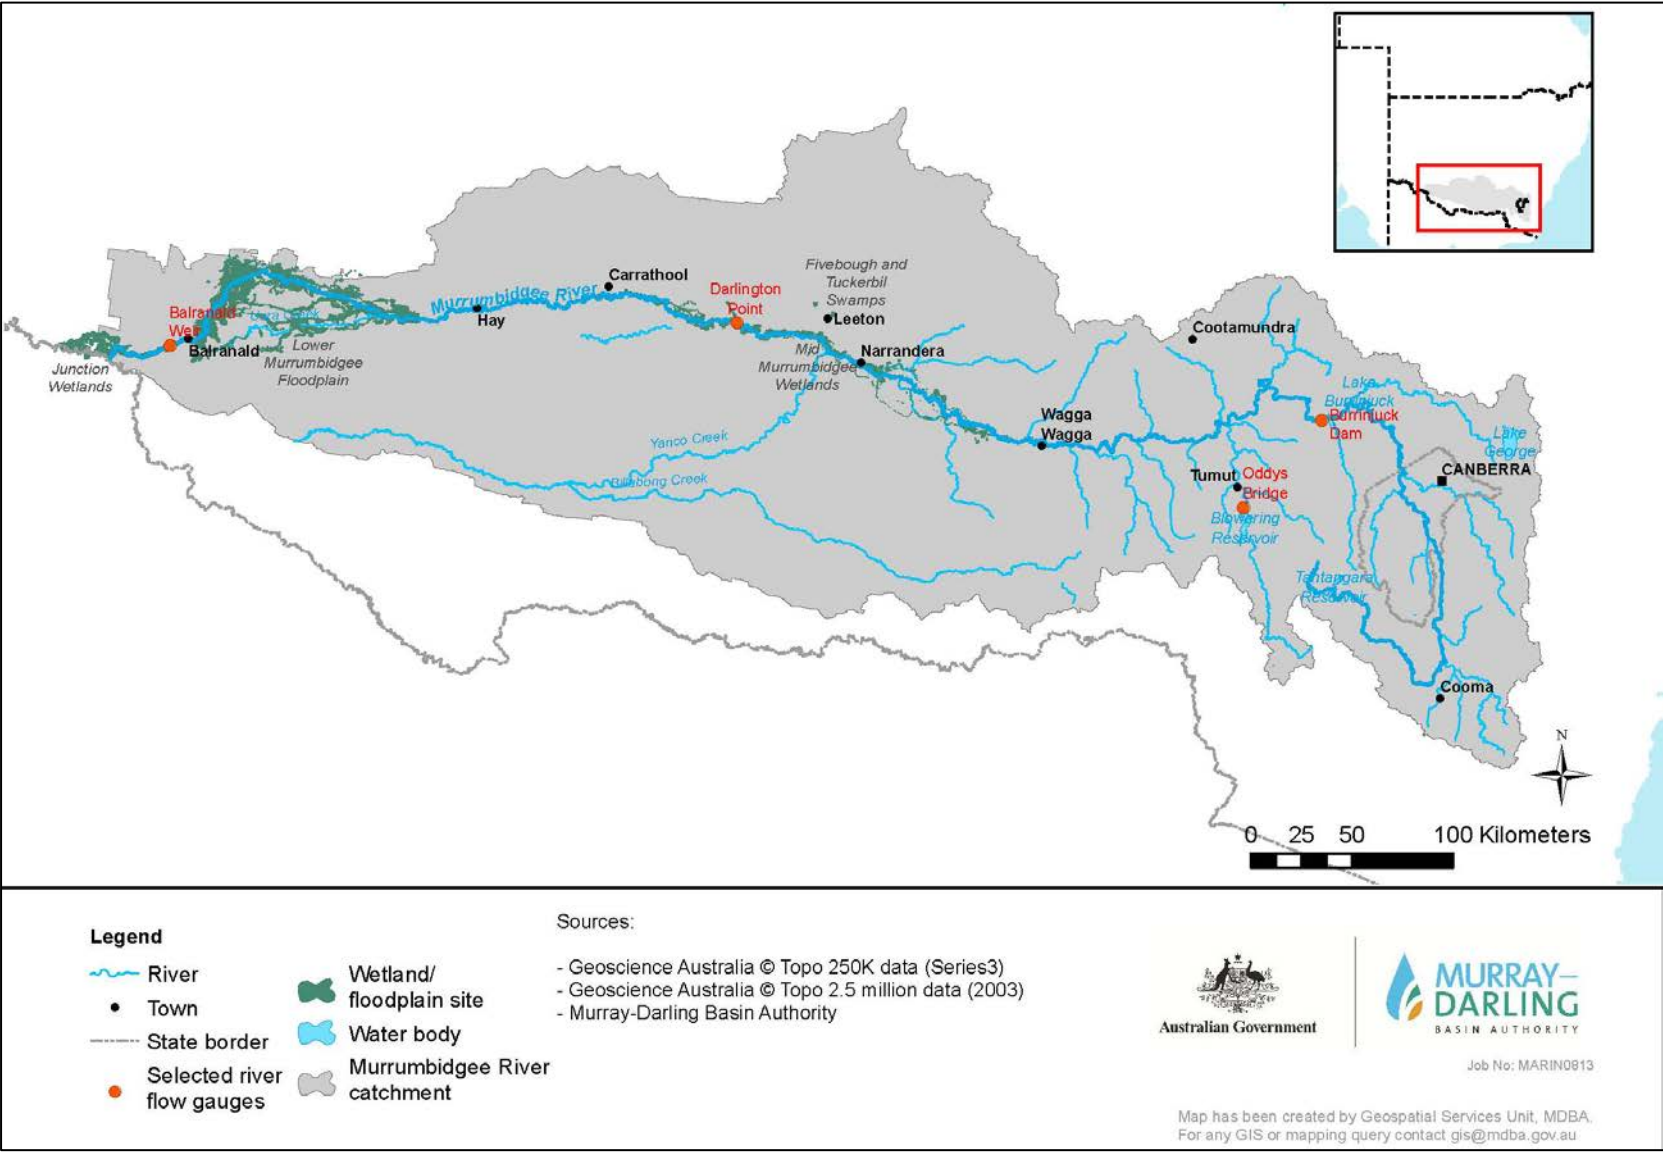 Fivebough and
Tuckerbil
Swamps
Carrathool
Murrumbidgee River
Darlington
Point
Hay
Leeton
Cootamundra
Balranald
Weir
Balranald
Lower
Murrumbidgee
Floodplain
Junction
Wetlands
Mid
Murrumbidgee
Wetlands
Narrandera
Lake
Burrinjuck
Burrinjuck
Dam
Wagga
Wagga
Lake
George
CANBERRA
Yanco Creek
Billabong Creek
Tumut
Oddys
Bridge
Blowering
Reservoir
Tantangara
Reservoir
Cooma
N
0 25 50 100 Kilometers
Legend
River
Town
State border
Selected river
flow gauges
Wetland/
floodplain site
Water body
Murrumbidgee River
catchment
Sources:
- Geoscience Australia © Topo 250K data (Series3)
- Geoscience Australia © Topo 2.5 million data (2003)
- Murray-Darling Basin Authority
Australian Government
MURRAY–
DARLING
BASIN AUTHORITY
Job No: MARIN0813
Map has been created by Geospatial Services Unit, MDBA.
For any GIS or mapping query contact gis@mdba.gov.au